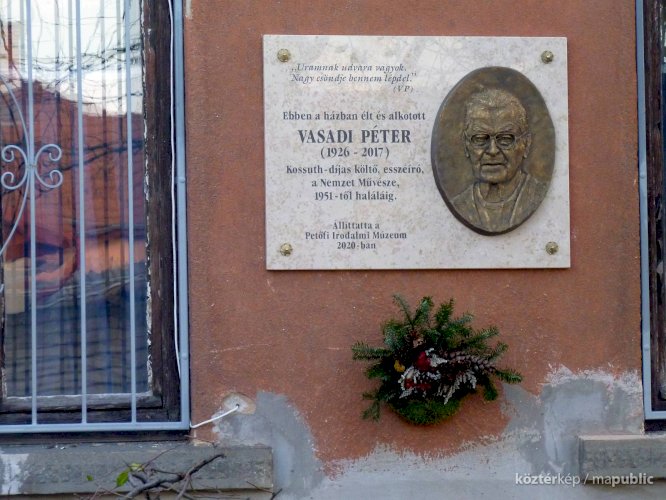 „Uramnak udvara vagyok.
Nagy csöndje bennem lépdel.”
(VP)
Ebben a házban élt és alkotott
VASADI PÉTER
(1926 - 2017)
Kossuth-díjas költő, esszéíró,
a Nemzet Művésze,
1951-től haláláig.
Állíttatta a
Petőfi Irodalmi Múzeum
2020-ban
köztérkép / mapublic